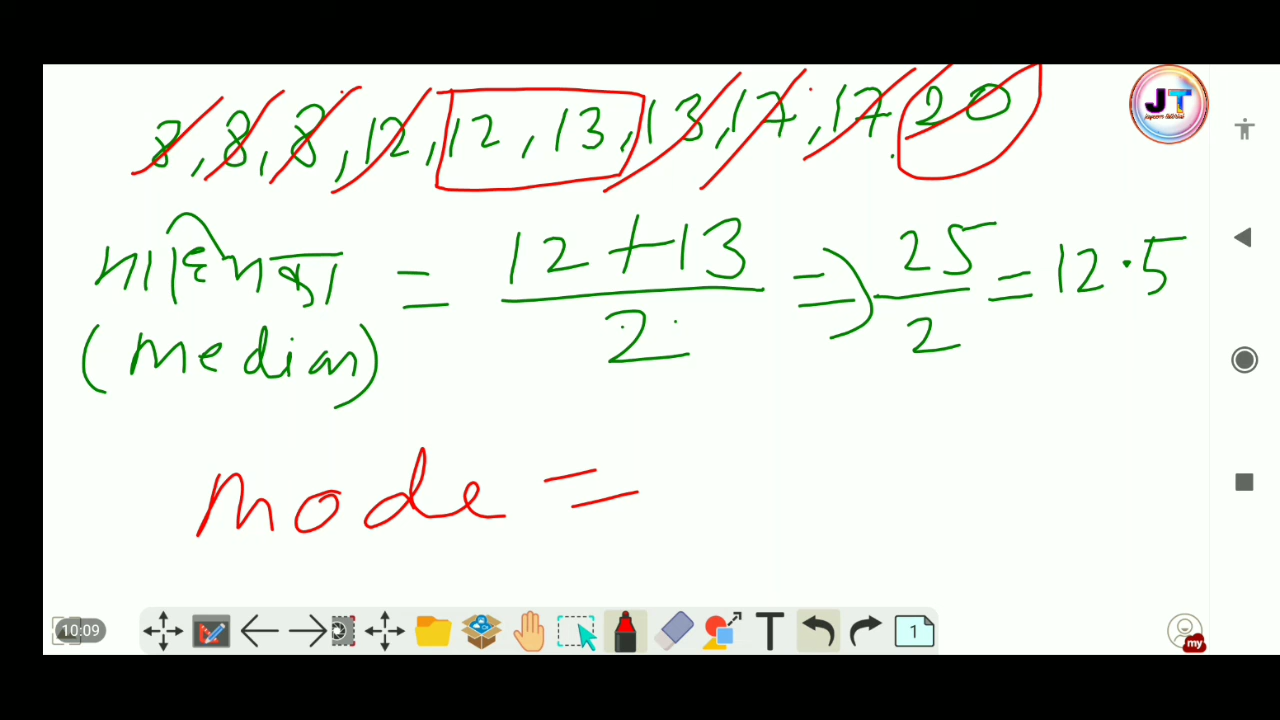 8, 8, 8, 12, 12, 13, 13, 17, 17, 20
JT
= 12+13/2 => 25/2 = 12.5
(median)
mode =
10:09
T
1
my